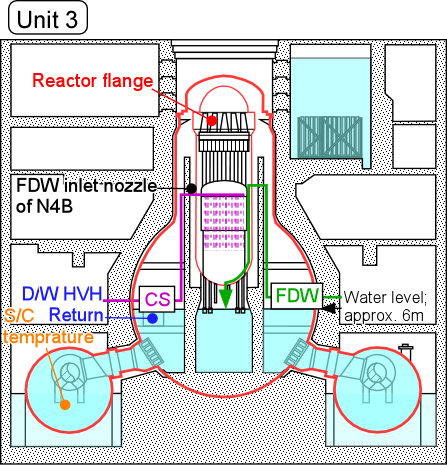 Unit 3
Reactor flange
FDW inlet nozzle
of N4B
D/W HVH
CS
FDW
Water level;
approx. 6m
S/C
Return
temprature